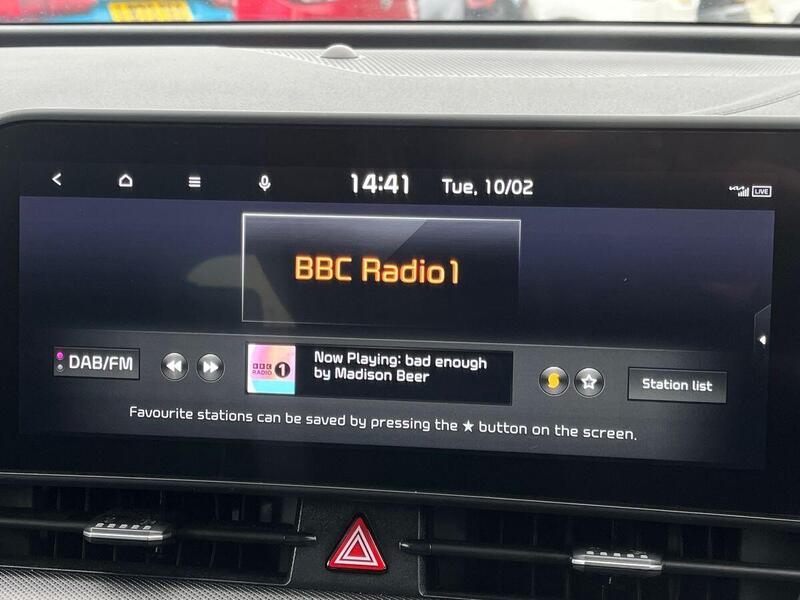 14:41 Tue, 10/02
LIVE
BBC Radio 1
DAB/FM
BBC
RADIO 1
Now Playing: bad enough
by Madison Beer
Station list
Favourite stations can be saved by pressing the ★ button on the screen.